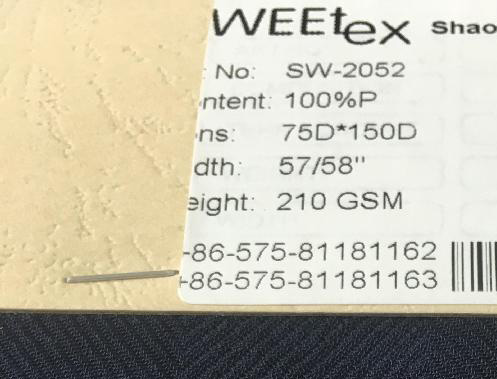 WEEtex Shao
No: SW-2052
ntent: 100%P
ns: 75D*150D
dth: 57/58"
eight: 210 GSM
-86-575-81181162
+86-575-81181163